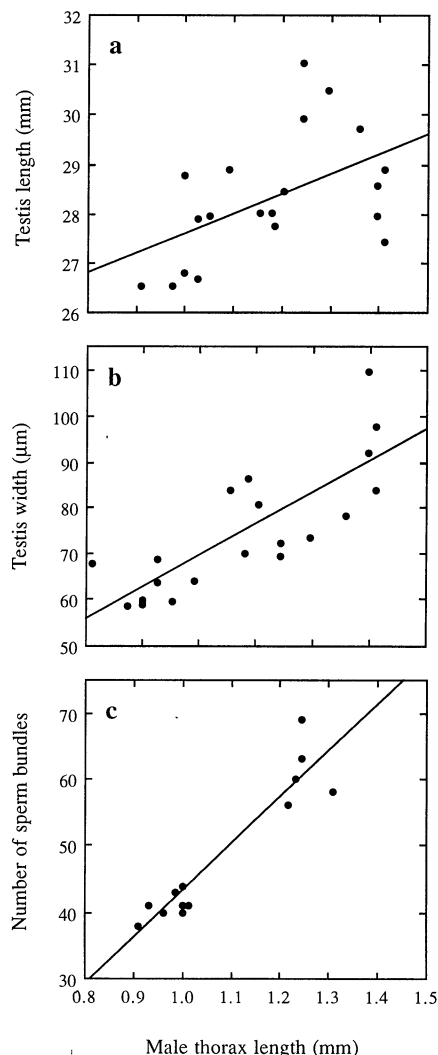 a
32
31
30
29
28
27
26
Testis length (mm)
b
110
100
90
80
70
60
50
Testis width (µm)
c
70
60
50
40
30
Number of sperm bundles
0.8 0.9 1.0 1.1 1.2 1.3 1.4 1.5
Male thorax length (mm)